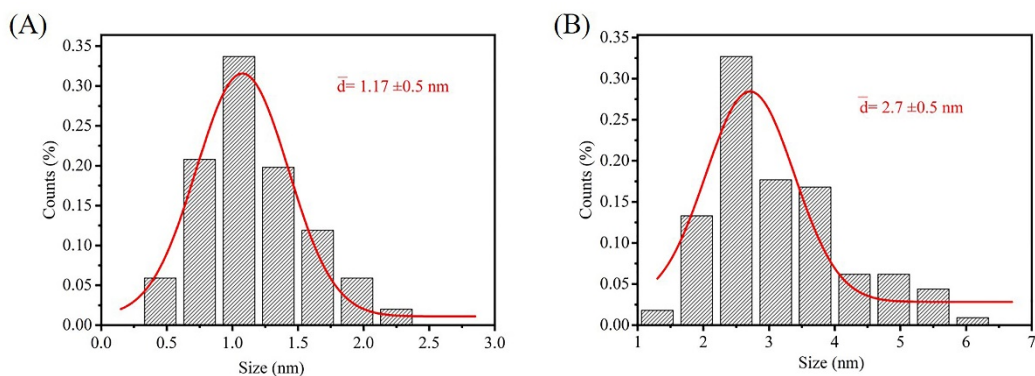 (A)
Counts (%)
0.35
0.30
0.25
0.20
0.15
0.10
0.05
0.00
d̅= 1.17 ±0.5 nm
0.0 0.5 1.0 1.5 2.0 2.5 3.0
Size (nm)
(B)
Counts (%)
0.35
0.30
0.25
0.20
0.15
0.10
0.05
0.00
d̅= 2.7 ±0.5 nm
1 2 3 4 5 6 7
Size (nm)